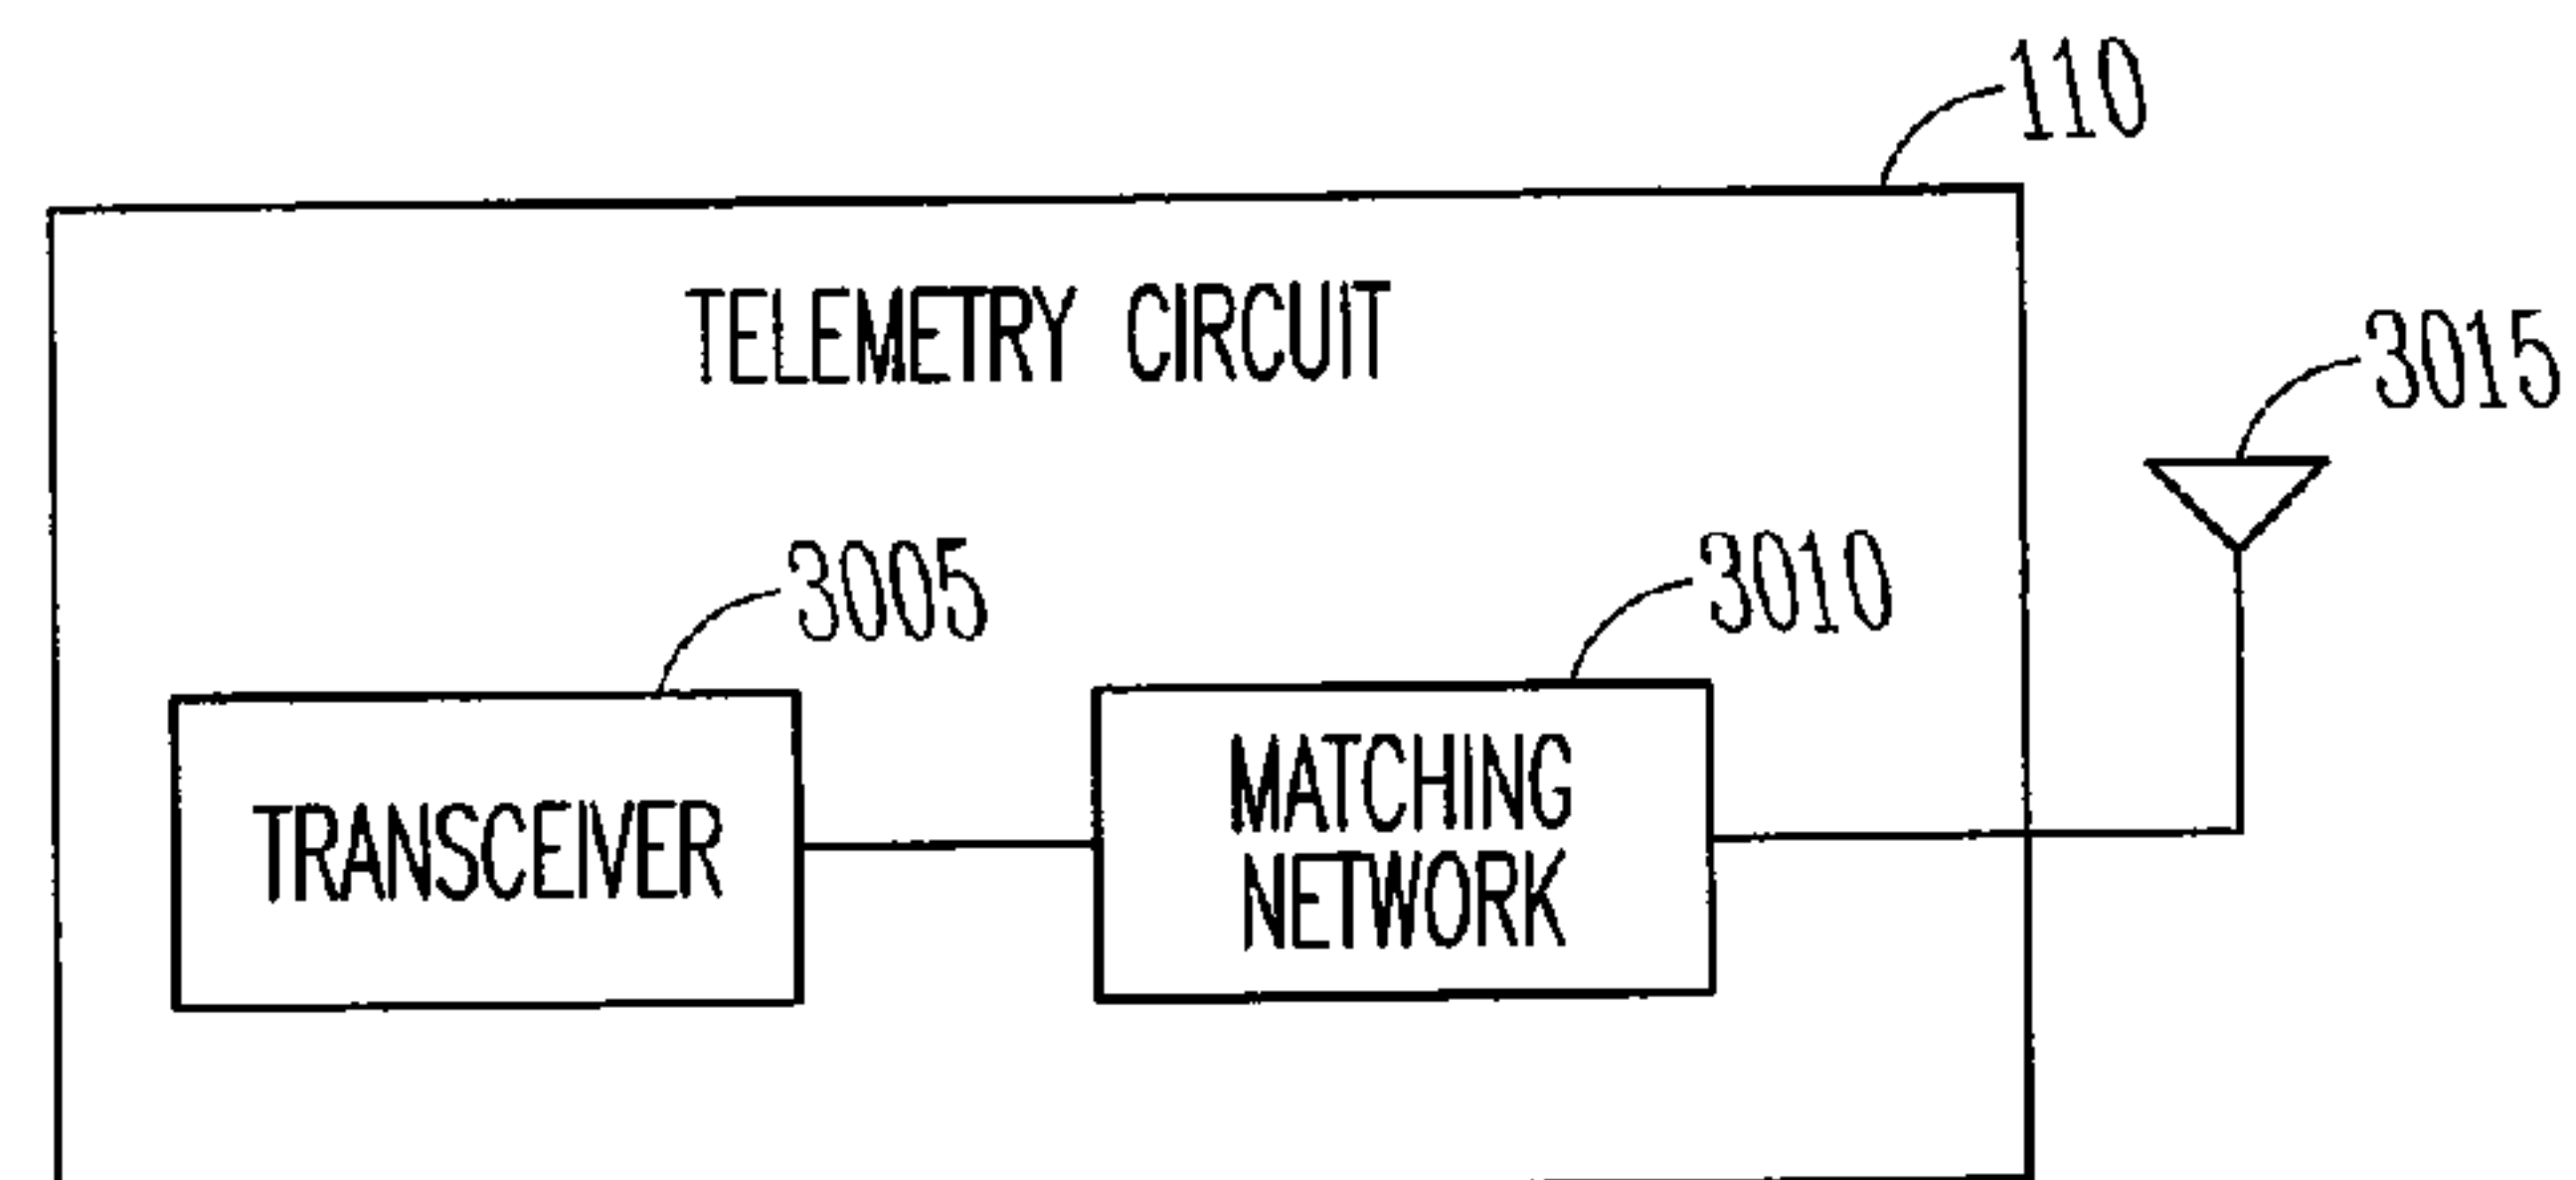 110
TELEMETRY CIRCUIT
3015
3005
3010
TRANSCEIVER
MATCHING
NETWORK